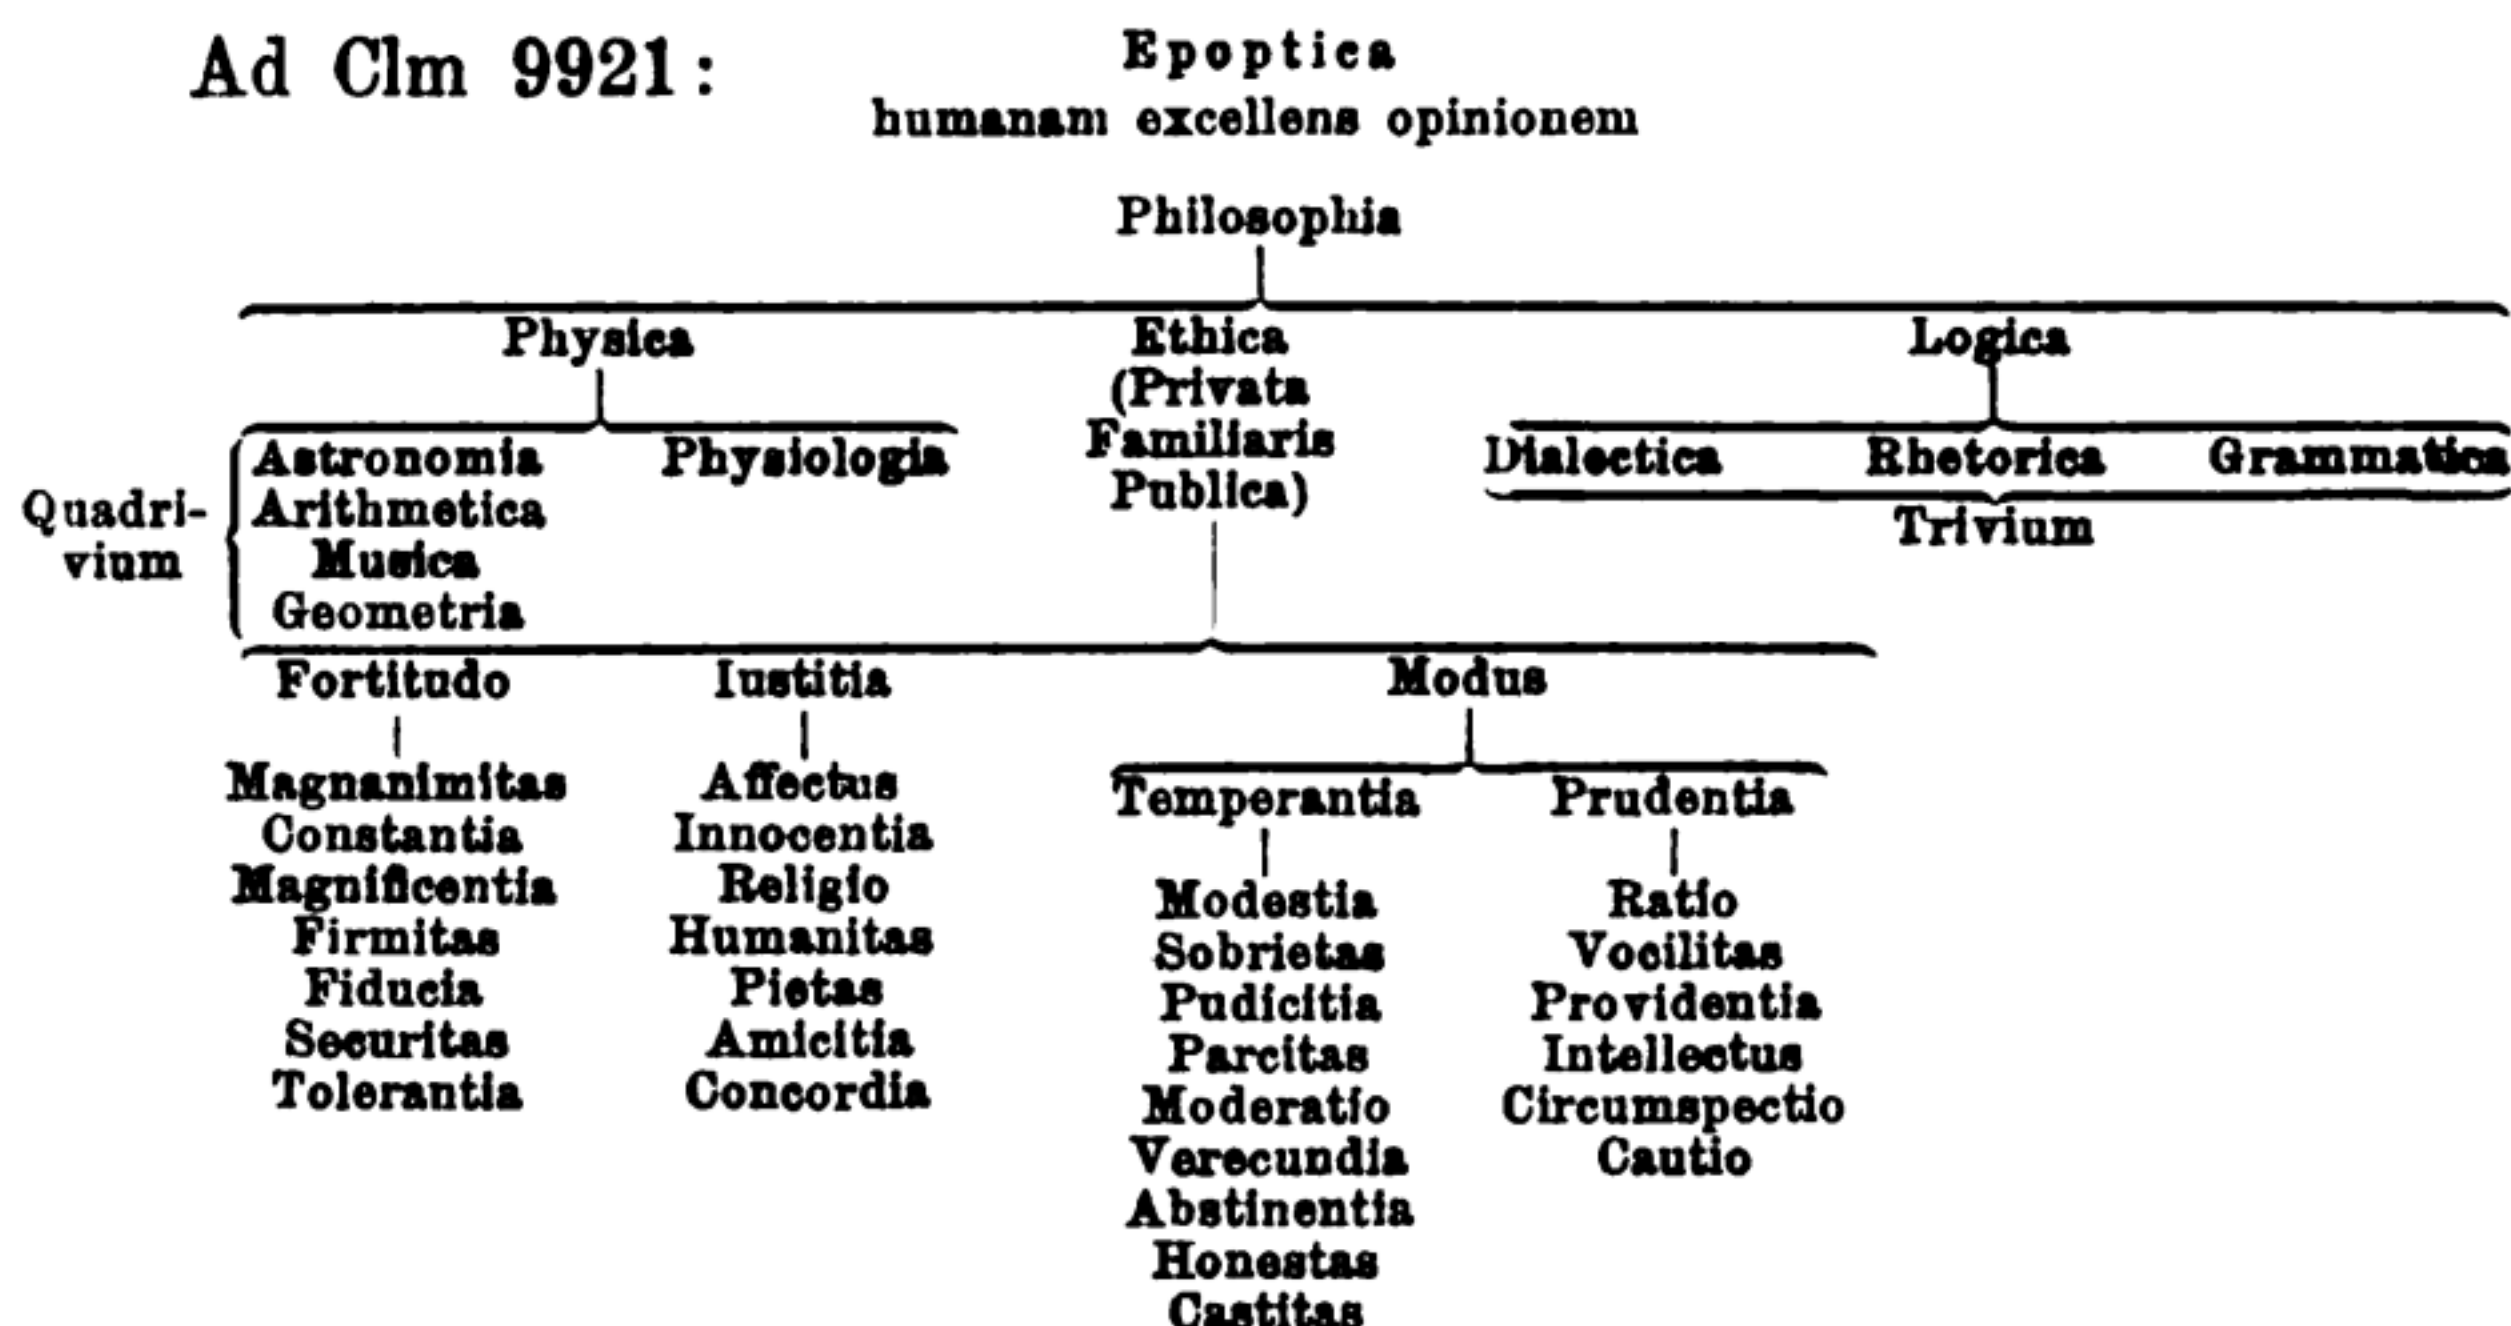 Ad Clm 9921:
Epoptica
humanam excellens opinionem
Philosophia
Physica Ethica Logica
(Privata
Familiaris
Publica)
Astronomia Physiologia
Arithmetica
Musica
Geometria
Quadri-
vium
Dialectica Rhetorica Grammatica
Trivium
Fortitudo Iustitia Modus
Magnanimitas
Constantia
Magnificentia
Firmitas
Fiducia
Securitas
Tolerantia
Affectus
Innocentia
Religio
Humanitas
Pietas
Amicitia
Concordia
Temperantia Prudentia
Modestia
Sobrietas
Pudicitia
Parcitas
Moderatio
Verecundia
Abstinentia
Honestas
Castitas
Ratio
Vocilitas
Providentia
Intellectus
Circumspectio
Cautio